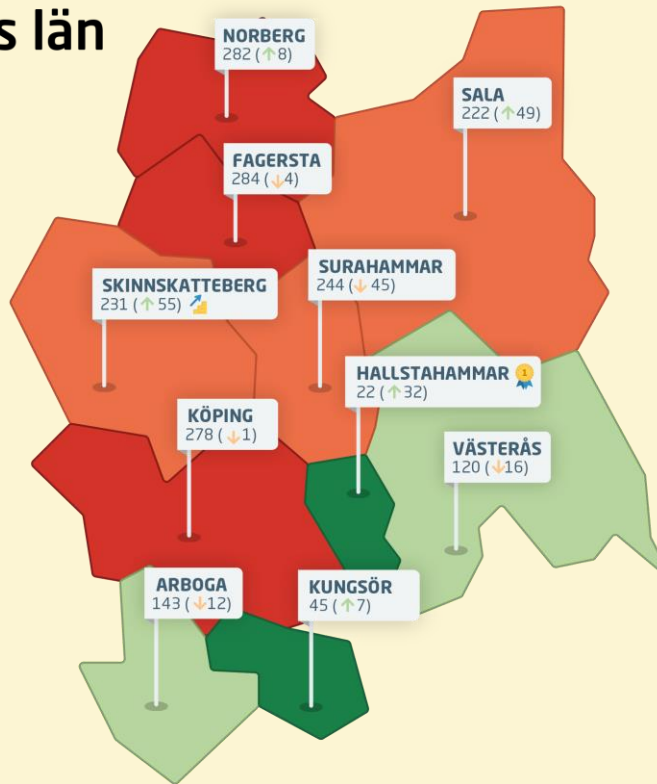 s län
NORBERG
282 (↑8)
SALA
222 (↑49)
FAGERSTA
284 (↓4)
SURAHAMMAR
244 (↓45)
SKINNSKATTEBERG
231 (↑55)
HALLSTAHAMMAR 1
22 (↑32)
KÖPING
278 (↓1)
VÄSTERÅS
120 (↓16)
ARBOGA
143 (↓12)
KUNGSÖR
45 (↑7)